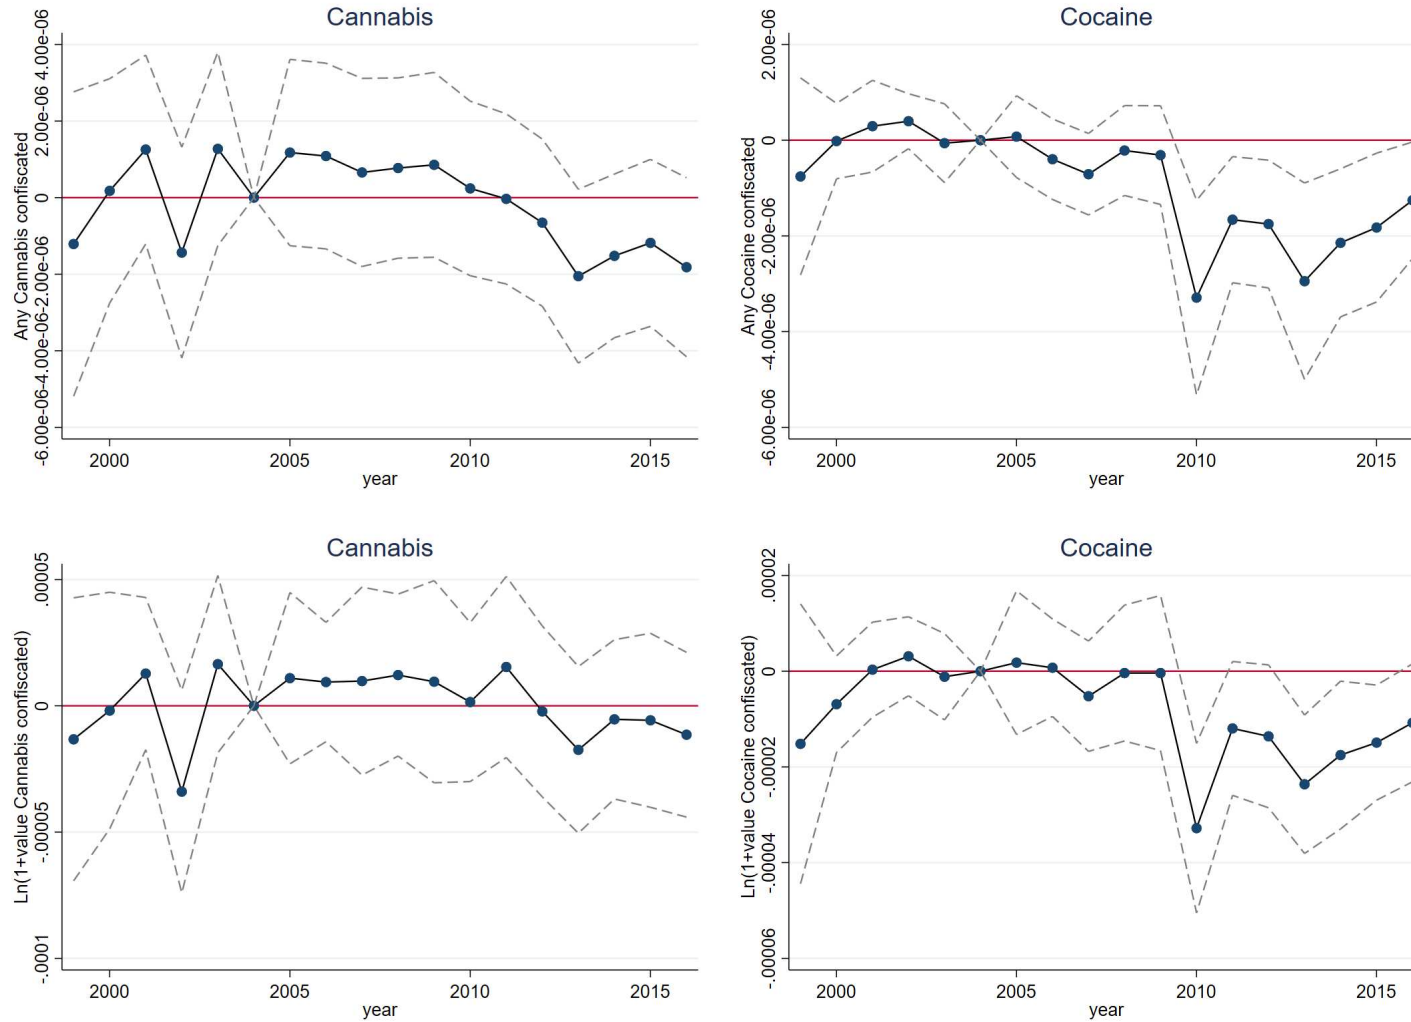 Cannabis
Any Cannabis confiscated
4.00e-06
2.00e-06
0
-2.00e-06
-4.00e-06
-6.00e-06
2000 2005 2010 2015
year
Cocaine
Any Cocaine confiscated
2.00e-06
0
-2.00e-06
-4.00e-06
-6.00e-06
2000 2005 2010 2015
year
Cannabis
Ln(1+value Cannabis confiscated)
.00005
0
-.00005
-.0001
2000 2005 2010 2015
year
Cocaine
Ln(1+value Cocaine confiscated)
.00002
0
-.00002
-.00004
-.00006
2000 2005 2010 2015
year